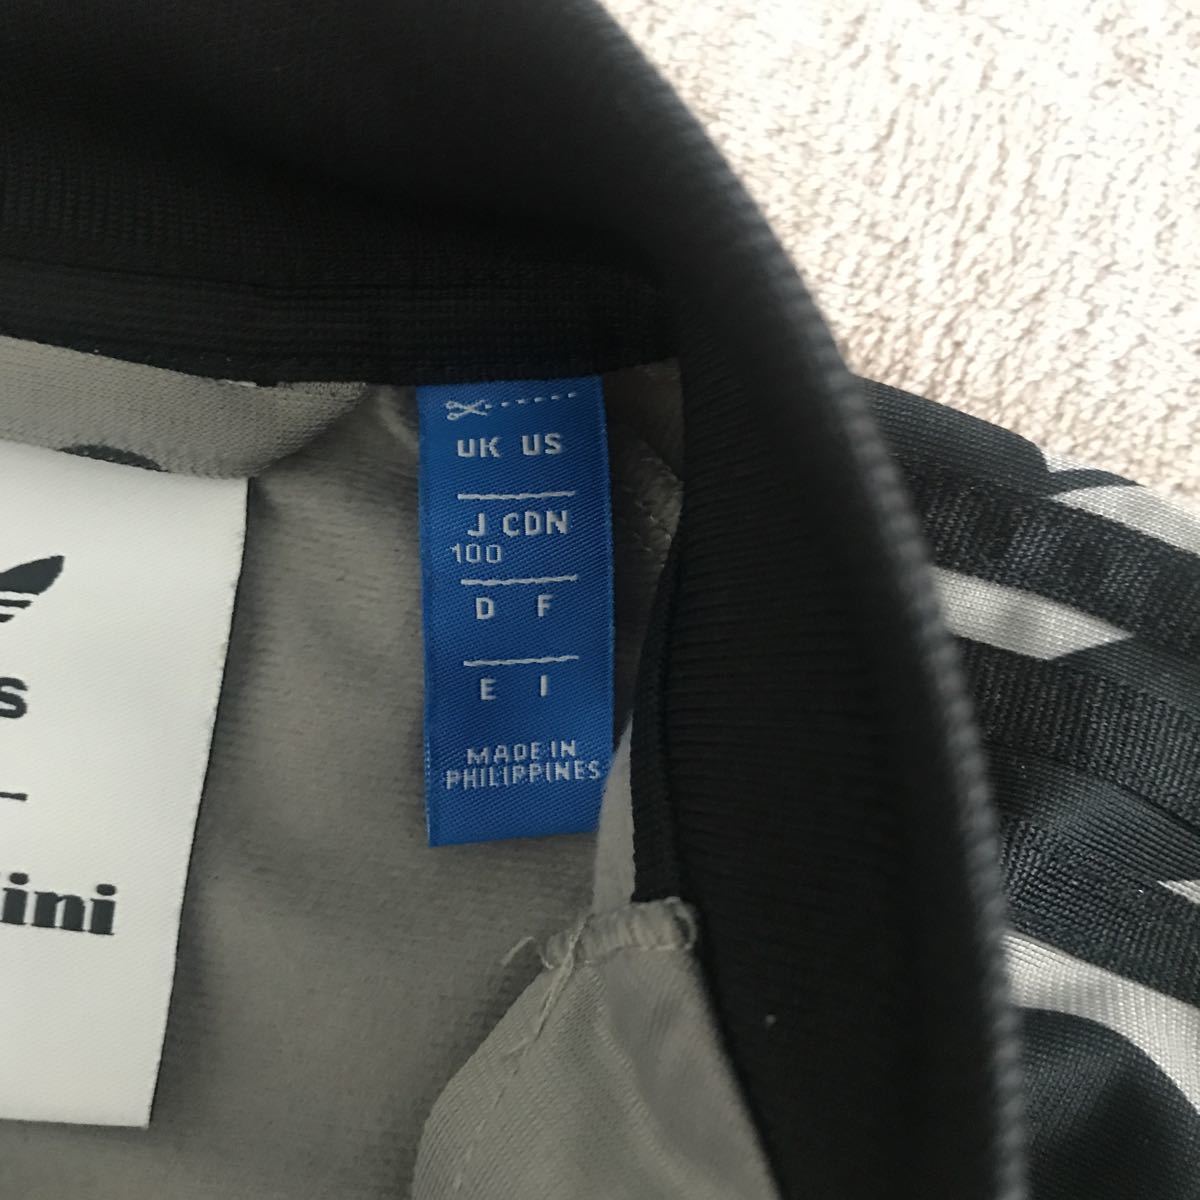 UK US
J CDN
100
D F
E I
MADE IN
PHILIPPINES
s
ini